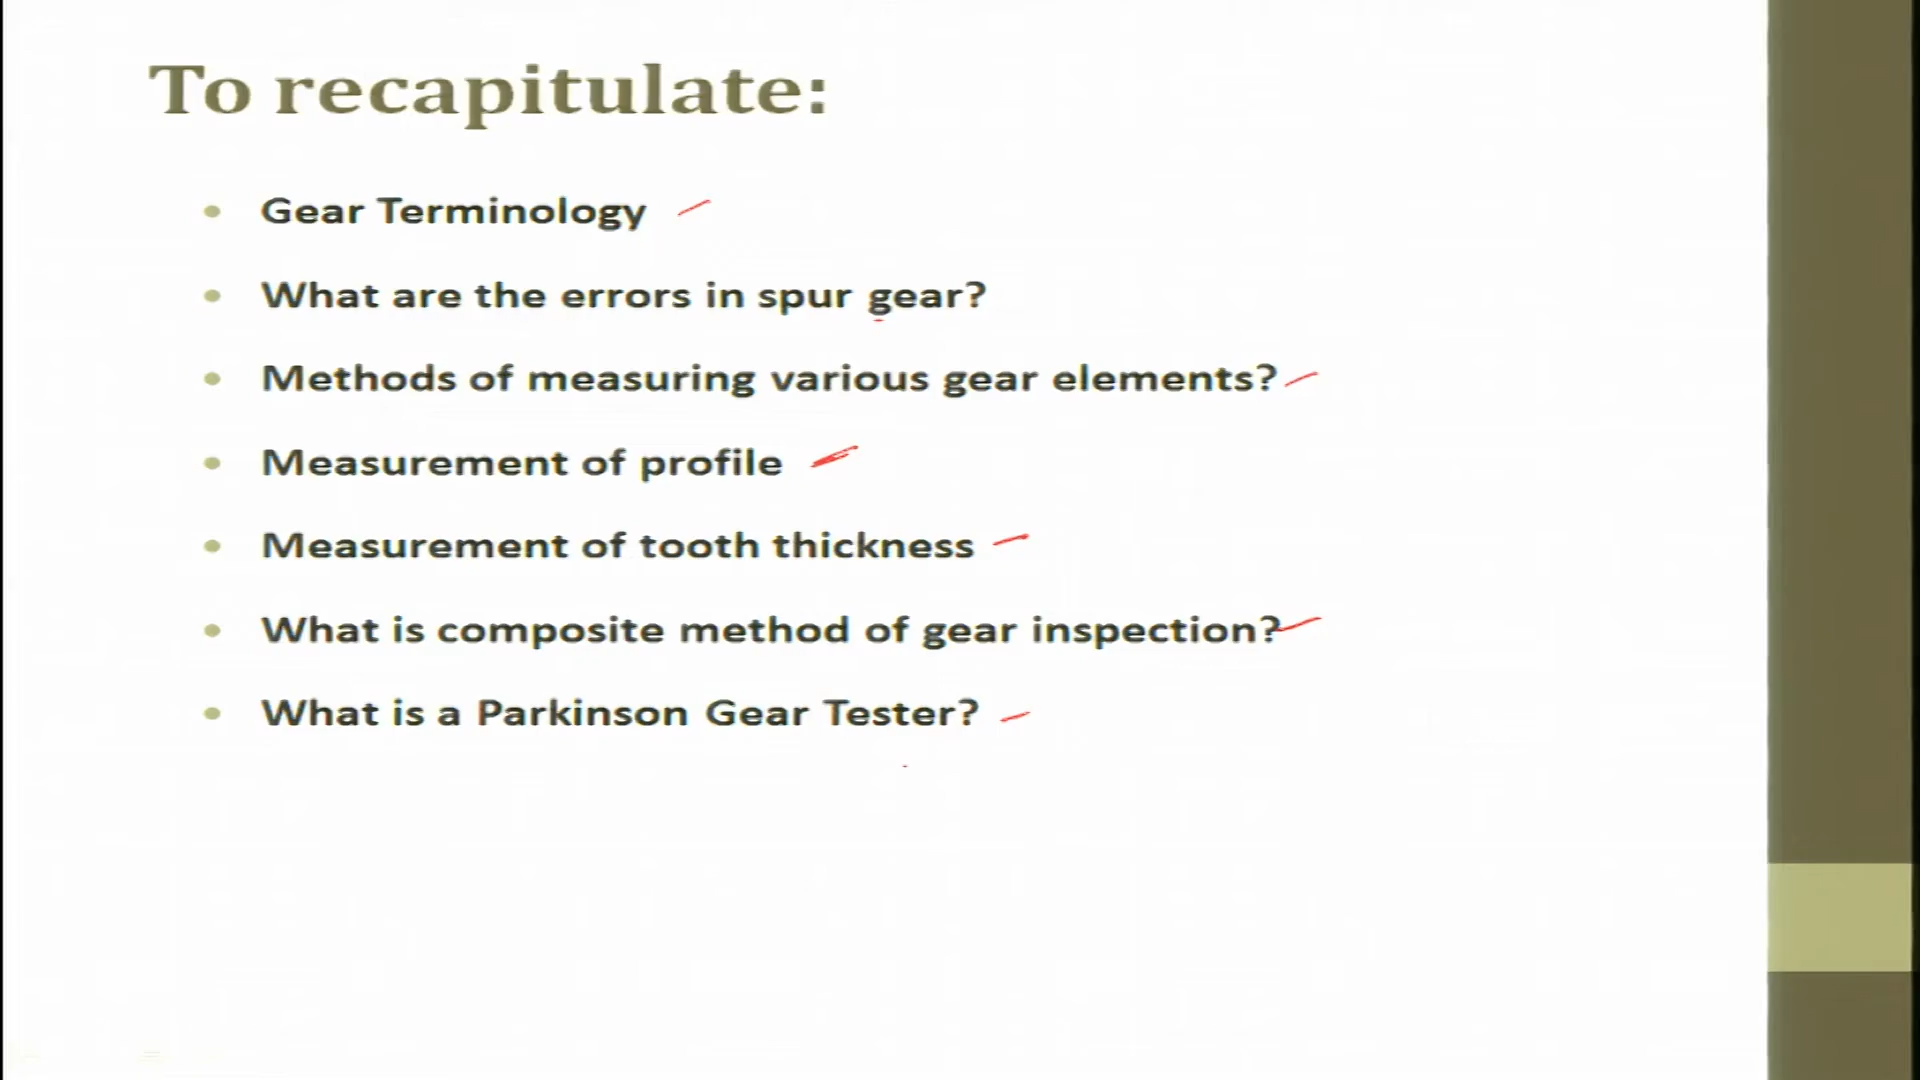 To recapitulate:
Gear Terminology
What are the errors in spur gear?
Methods of measuring various gear elements?
Measurement of profile
Measurement of tooth thickness
What is composite method of gear inspection?
What is a Parkinson Gear Tester?